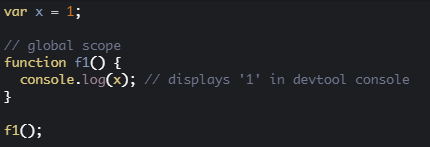 var x = 1;
// global scope
function f1() {
  console.log(x); // displays '1' in devtool console
}
f1();